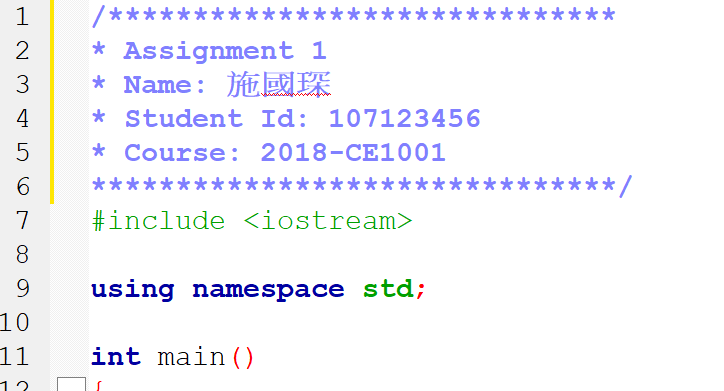 1 /******************************
2 * Assignment 1
3 * Name: 施國琛
4 * Student Id: 107123456
5 * Course: 2018-CE1001
6 *******************************/
7 #include <iostream>
8
9 using namespace std;
10
11 int main()
12 {